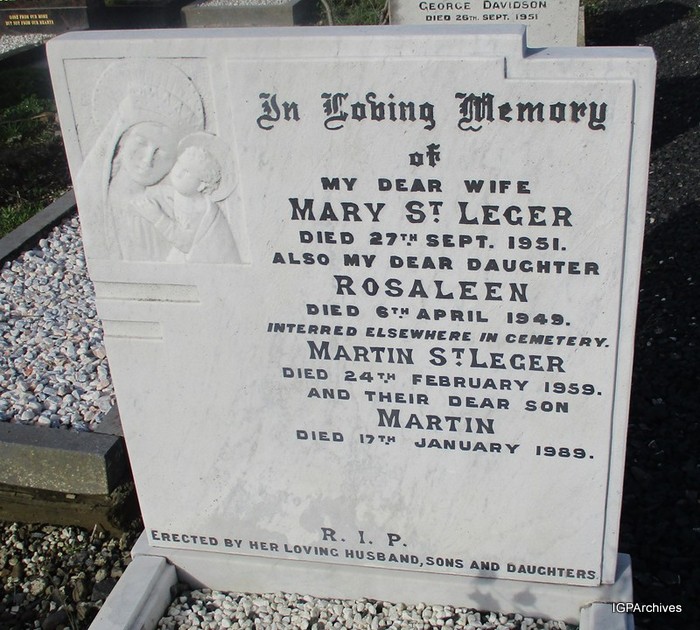 GEORGE DAVIDSON
DIED 26TH. SEPT. 1951
In Loving Memory
of
MY DEAR WIFE
MARY ST. LEGER
DIED 27TH SEPT. 1951.
ALSO MY DEAR DAUGHTER
ROSALEEN
DIED 6TH APRIL 1949.
INTERRED ELSEWHERE IN CEMETERY.
MARTIN ST. LEGER
DIED 24TH FEBRUARY 1959.
AND THEIR DEAR SON
MARTIN
DIED 17TH JANUARY 1989.
R. I. P.
ERECTED BY HER LOVING HUSBAND, SONS AND DAUGHTERS.
IGPArchives